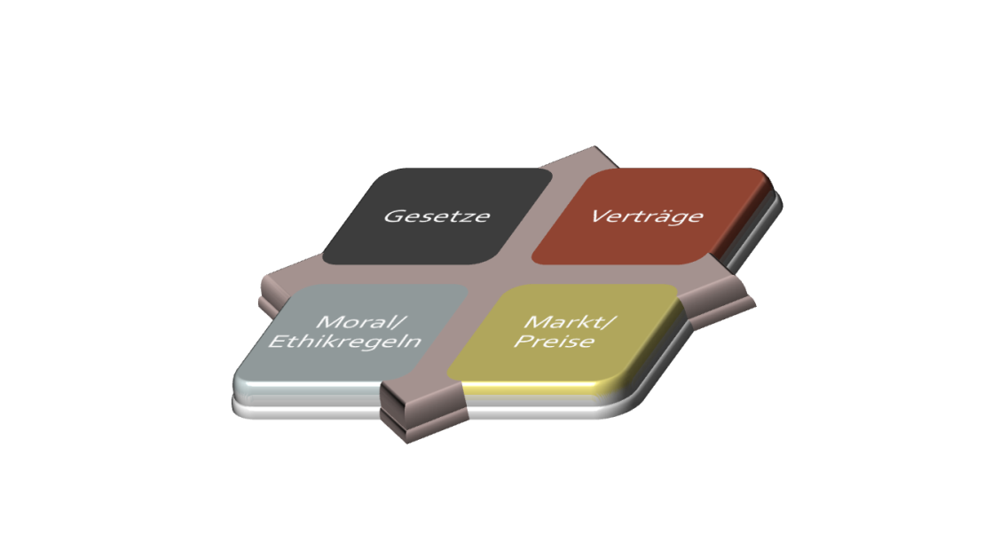 Gesetze
Verträge
Moral/
Ethikregeln
Markt/
Preise